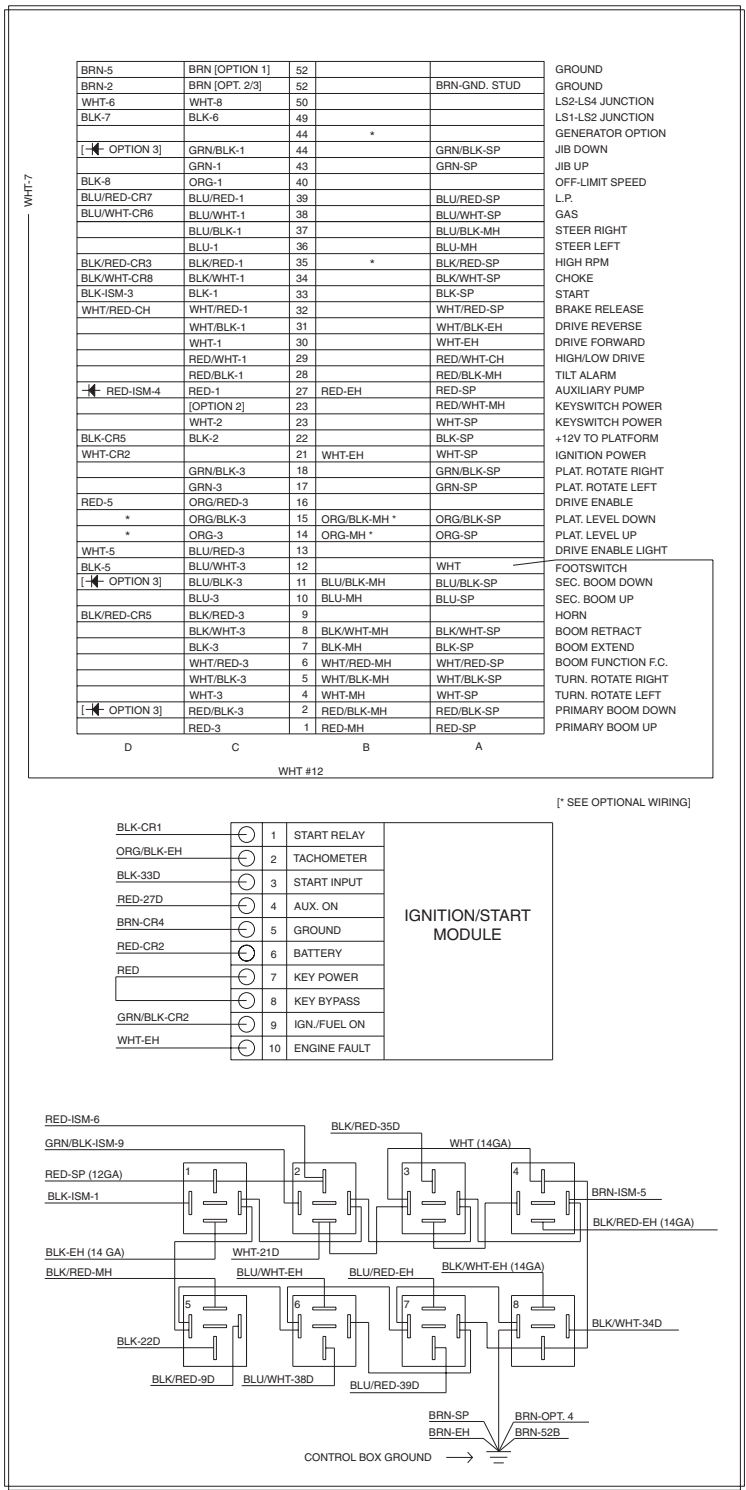 BRN-5 BRN [OPTION 1] 52 GROUND
BRN-2 BRN [OPT. 2/3] 52 BRN-GND. STUD GROUND
WHT-6 WHT-8 50 LS2-LS4 JUNCTION
BLK-7 BLK-6 49 LS1-LS2 JUNCTION
44 * GENERATOR OPTION
[ OPTION 3] GRN/BLK-1 44 GRN/BLK-SP JIB DOWN
GRN-1 43 GRN-SP JIB UP
BLK-8 ORG-1 40 OFF-LIMIT SPEED
BLU/RED-CR7 BLU/RED-1 39 BLU/RED-SP L.P.
BLU/WHT-CR6 BLU/WHT-1 38 BLU/WHT-SP GAS
BLU/BLK-1 37 BLU/BLK-MH STEER RIGHT
BLU-1 36 BLU-MH STEER LEFT
BLK/RED-CR3 BLK/RED-1 35 * BLK/RED-SP HIGH RPM
BLK/WHT-CR8 BLK/WHT-1 34 BLK/WHT-SP CHOKE
BLK-ISM-3 BLK-1 33 BLK-SP START
WHT/RED-CH WHT/RED-1 32 WHT/RED-SP BRAKE RELEASE
WHT/BLK-1 31 WHT/BLK-EH DRIVE REVERSE
WHT-1 30 WHT-EH DRIVE FORWARD
RED/WHT-1 29 RED/WHT-CH HIGH/LOW DRIVE
RED/BLK-1 28 RED/BLK-MH TILT ALARM
RED-ISM-4 RED-1 27 RED-EH RED-SP AUXILIARY PUMP
[OPTION 2] 23 RED/WHT-MH KEYSWITCH POWER
WHT-2 23 WHT-SP KEYSWITCH POWER
BLK-CR5 BLK-2 22 BLK-SP +12V TO PLATFORM
WHT-CR2 21 WHT-EH WHT-SP IGNITION POWER
GRN/BLK-3 18 GRN/BLK-SP PLAT. ROTATE RIGHT
GRN-3 17 GRN-SP PLAT. ROTATE LEFT
RED-5 ORG/RED-3 16 DRIVE ENABLE
* ORG/BLK-3 15 ORG/BLK-MH * ORG/BLK-SP PLAT. LEVEL DOWN
* ORG-3 14 ORG-MH * ORG-SP PLAT. LEVEL UP
WHT-5 BLU/RED-3 13 DRIVE ENABLE LIGHT
BLK-5 BLU/WHT-3 12 WHT FOOTSWITCH
[ OPTION 3] BLU/BLK-3 11 BLU/BLK-MH BLU/BLK-SP SEC. BOOM DOWN
BLU-3 10 BLU-MH BLU-SP SEC. BOOM UP
BLK/RED-CR5 BLK/RED-3 9 HORN
BLK/WHT-3 8 BLK/WHT-MH BLK/WHT-SP BOOM RETRACT
BLK-3 7 BLK-MH BLK-SP BOOM EXTEND
WHT/RED-3 6 WHT/RED-MH WHT/RED-SP BOOM FUNCTION F.C.
WHT/BLK-3 5 WHT/BLK-MH WHT/BLK-SP TURN. ROTATE RIGHT
WHT-3 4 WHT-MH WHT-SP TURN. ROTATE LEFT
[ OPTION 3] RED/BLK-3 2 RED/BLK-MH RED/BLK-SP PRIMARY BOOM DOWN
RED-3 1 RED-MH RED-SP PRIMARY BOOM UP
D C B A
WHT-7
WHT #12
[* SEE OPTIONAL WIRING]
BLK-CR1 1 START RELAY
ORG/BLK-EH 2 TACHOMETER
BLK-33D 3 START INPUT
RED-27D 4 AUX. ON
BRN-CR4 5 GROUND
RED-CR2 6 BATTERY
RED 7 KEY POWER
8 KEY BYPASS
GRN/BLK-CR2 9 IGN./FUEL ON
WHT-EH 10 ENGINE FAULT
IGNITION/START
MODULE
RED-ISM-6
BLK/RED-35D
GRN/BLK-ISM-9
WHT (14GA)
RED-SP (12GA)
1 2 3 4
BLK-ISM-1
BRN-ISM-5
BLK/RED-EH (14GA)
BLK-EH (14 GA)
WHT-21D
BLK/RED-MH
BLU/WHT-EH
BLU/RED-EH
BLK/WHT-EH (14GA)
5 6 7 8
BLK/WHT-34D
BLK-22D
BLK/RED-9D
BLU/WHT-38D
BLU/RED-39D
BRN-SP BRN-OPT. 4
BRN-EH BRN-52B
CONTROL BOX GROUND